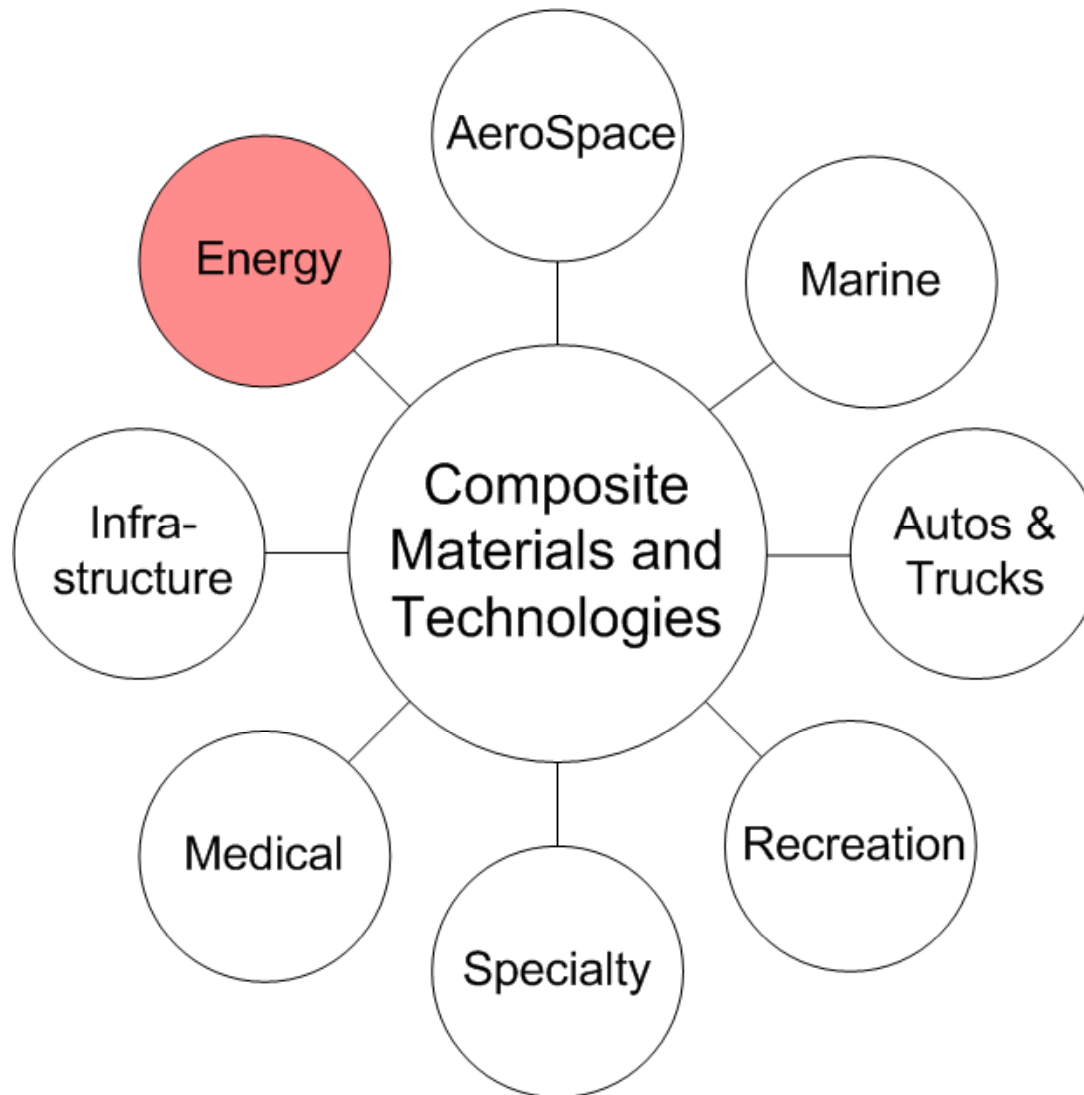 AeroSpace
Energy
Marine
Composite
Materials and
Technologies
Infra-
structure
Autos &
Trucks
Medical
Recreation
Specialty